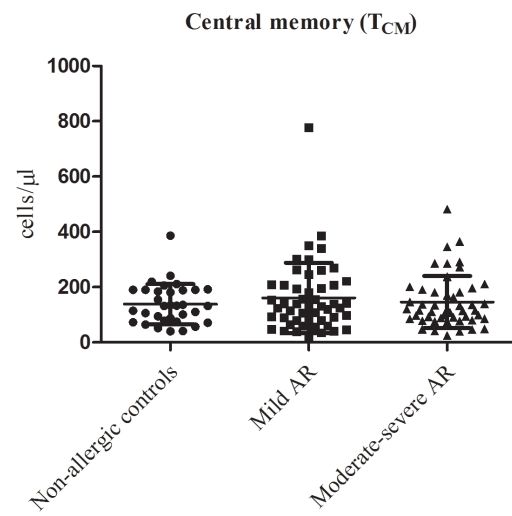 Central memory (TCM)
1000
800
600
400
200
0
cells/μl
Non-allergic controls
Mild AR
Moderate-severe AR